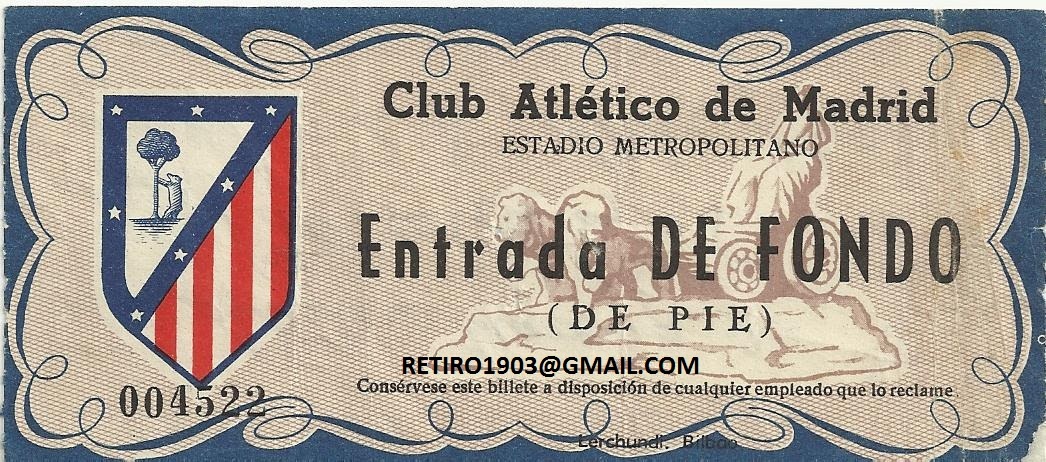 Club Atlético de Madrid
ESTADIO METROPOLITANO
Entrada DE FONDO
(DE PIE)
RETIRO1903@GMAIL.COM
Consérvese este billete a disposición de cualquier empleado que lo reclame.
004522
Lerchundi. Bilbao